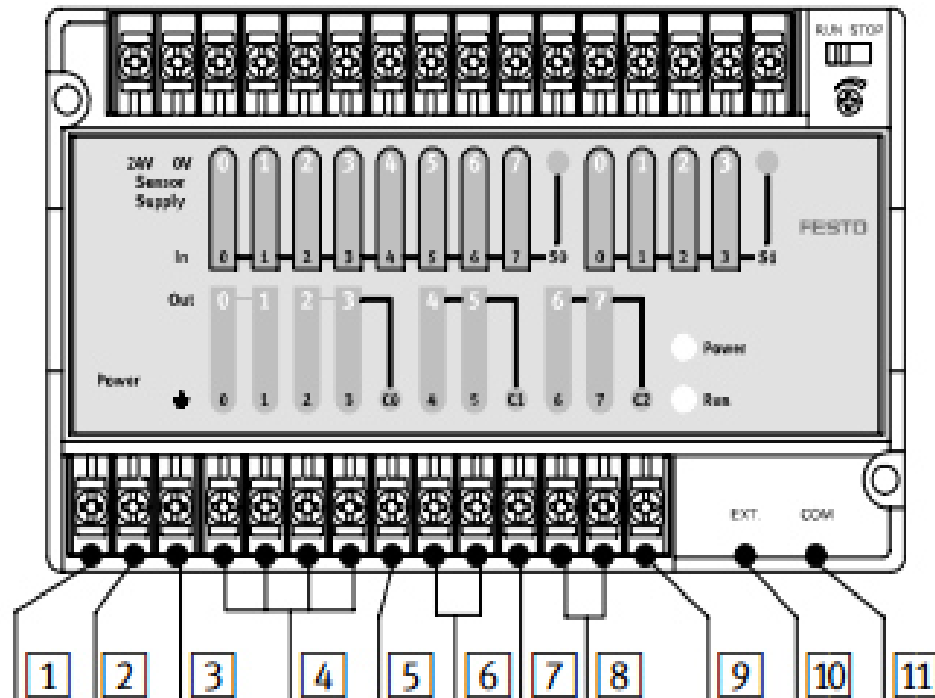 RUN STOP
24V 0V
Sensor
Supply
0 1 2 3 4 5 6 7 0 1 2 3
FESTO
In 0 1 2 3 4 5 6 7 S0 0 1 2 3 S1
Out 0 1 2 3 4 5 6 7
Power
Power
0 1 2 3 C0 4 5 C1 6 7 C2 Run
EXT. COM
1 2 3 4 5 6 7 8 9 10 11